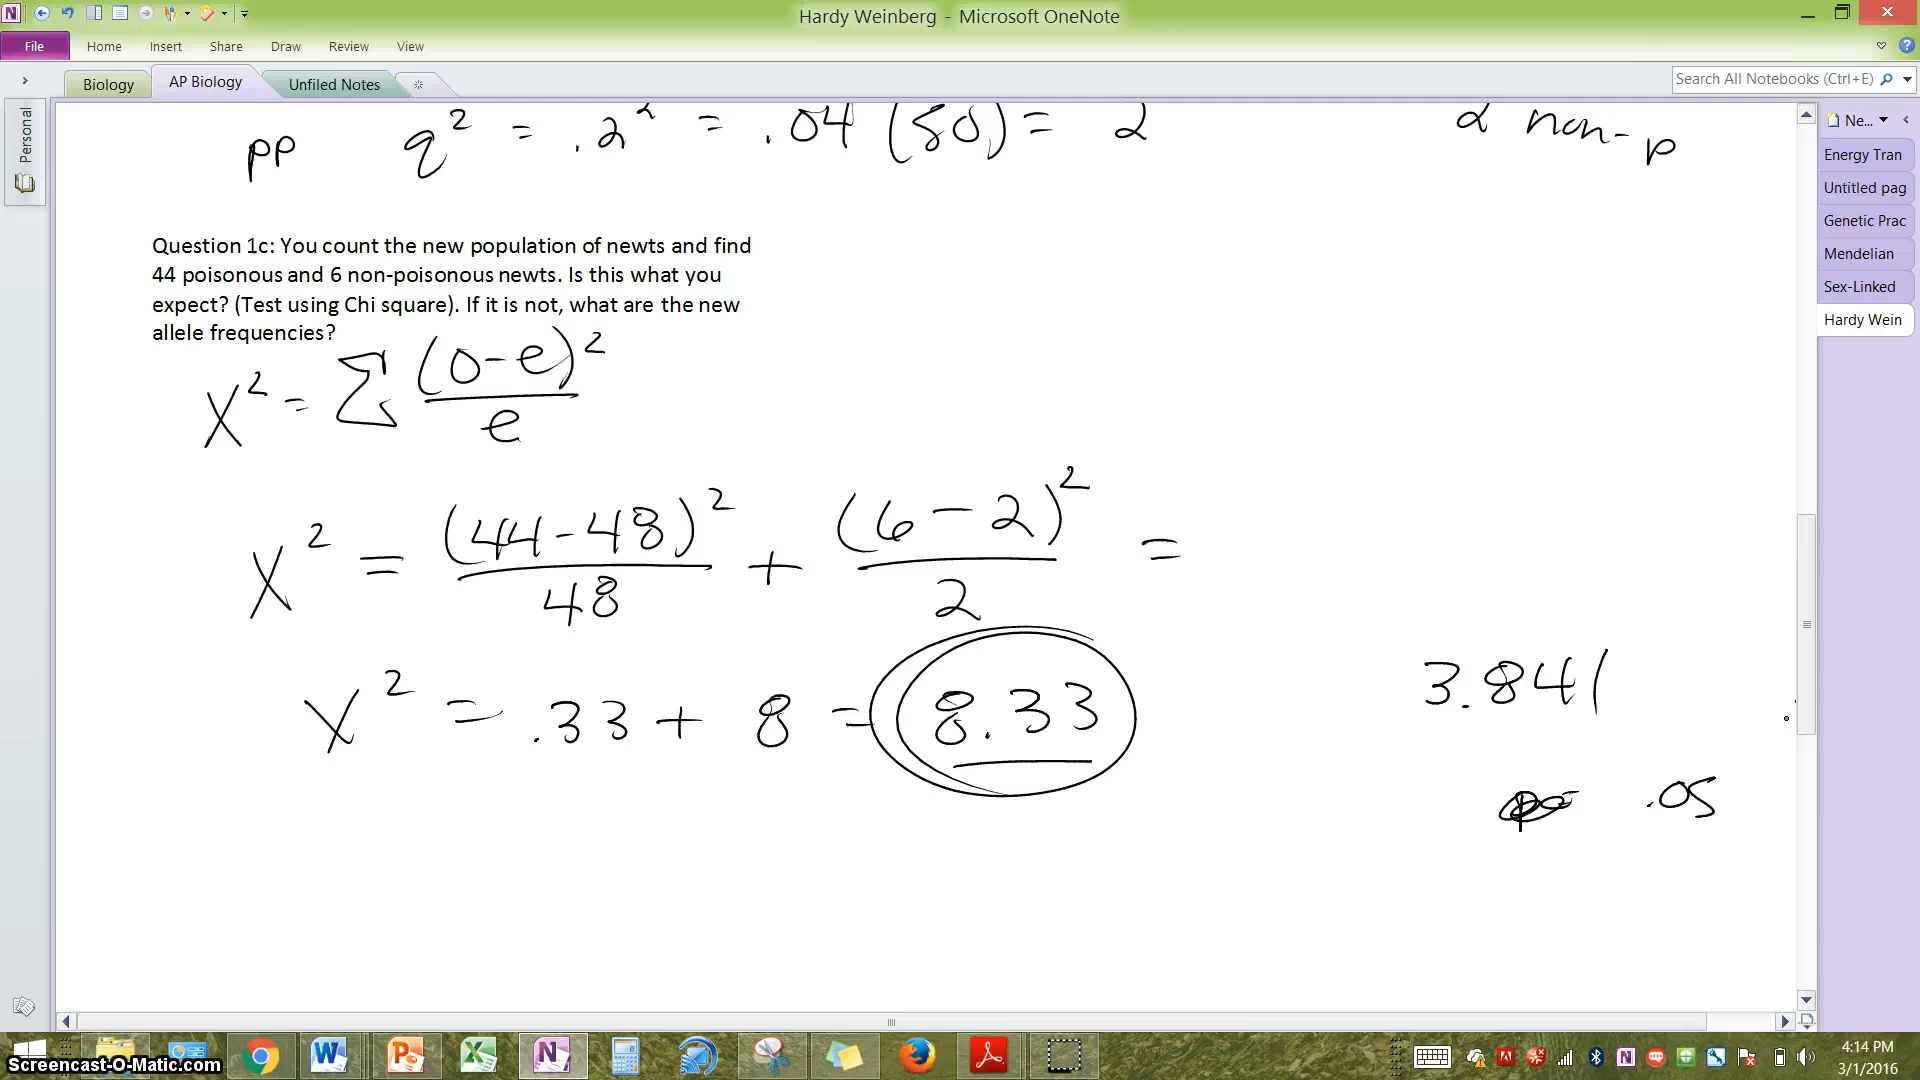 Hardy Weinberg - Microsoft OneNote
File Home Insert Share Draw Review View
Biology AP Biology Unfiled Notes
Search All Notebooks (Ctrl+E)
Personal
Ne...
Energy Tran
Untitled pag
Genetic Prac
Mendelian
Sex-Linked
Hardy Wein
pp q² = .2² = .04 (50) = 2
2 non-p
Question 1c: You count the new population of newts and find
44 poisonous and 6 non-poisonous newts. Is this what you
expect? (Test using Chi square). If it is not, what are the new
allele frequencies?
X² = Σ (o-e)² / e
X² = (44-48)² / 48 + (6-2)² / 2 =
X² = .33 + 8 = 8.33
3.841
.05
Screencast-O-Matic.com
4:14 PM
3/1/2016